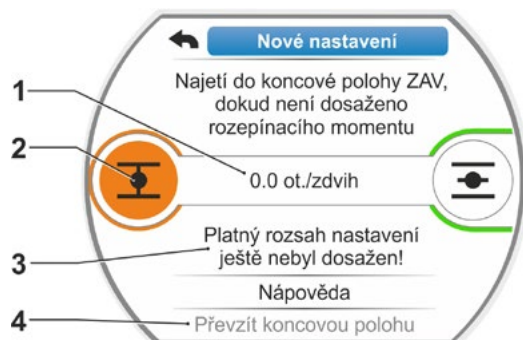 Nové nastavení
Najetí do koncové polohy ZAV,
dokud není dosaženo
rozepínacího momentu
1
2
0.0 ot./zdvih
Platný rozsah nastavení
3
ještě nebyl dosažen!
Nápověda
4
Převzít koncovou polohu